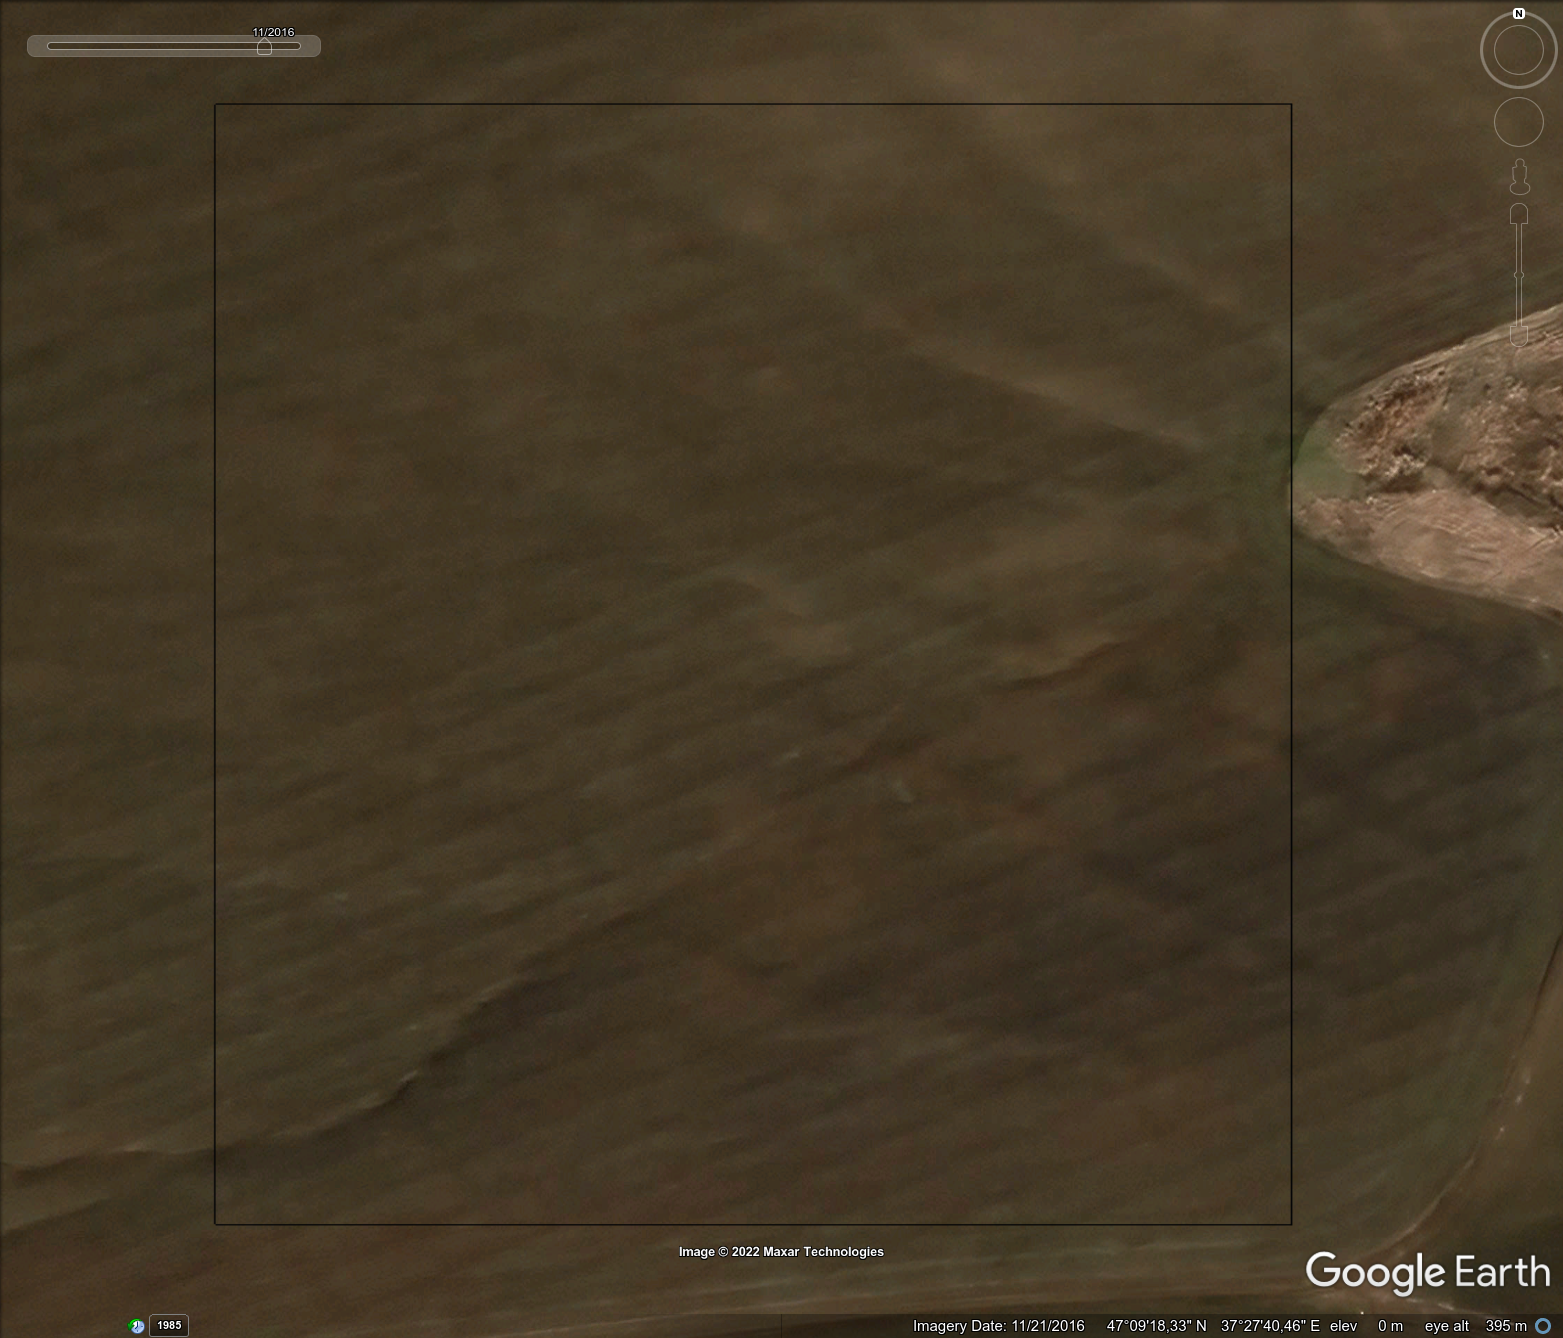 11/2016
N
Image © 2022 Maxar Technologies
Google Earth
1985
Imagery Date: 11/21/2016 47°09'18,33" N 37°27'40,46" E elev 0 m eye alt 395 m